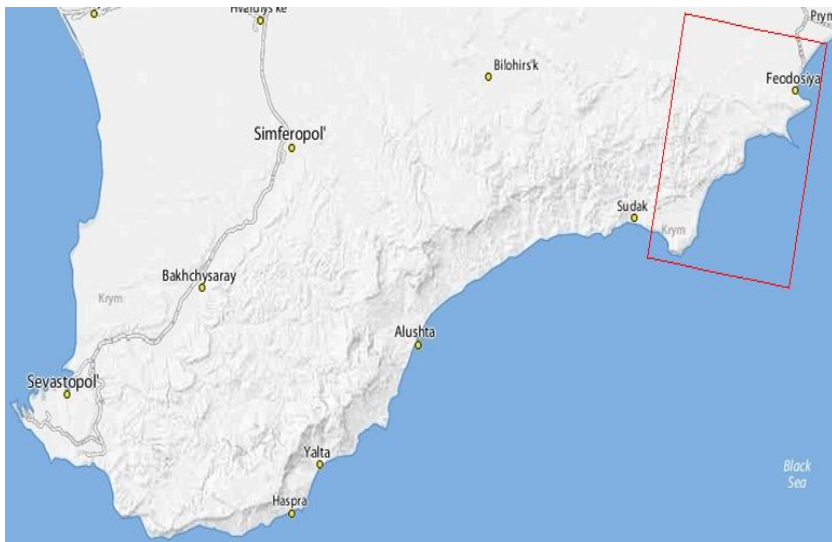 Bilohirs'k
Feodosiya
Simferopol'
Sudak
Krym
Bakhchysaray
Krym
Alushta
Sevastopol'
Yalta
Black
Sea
Haspra